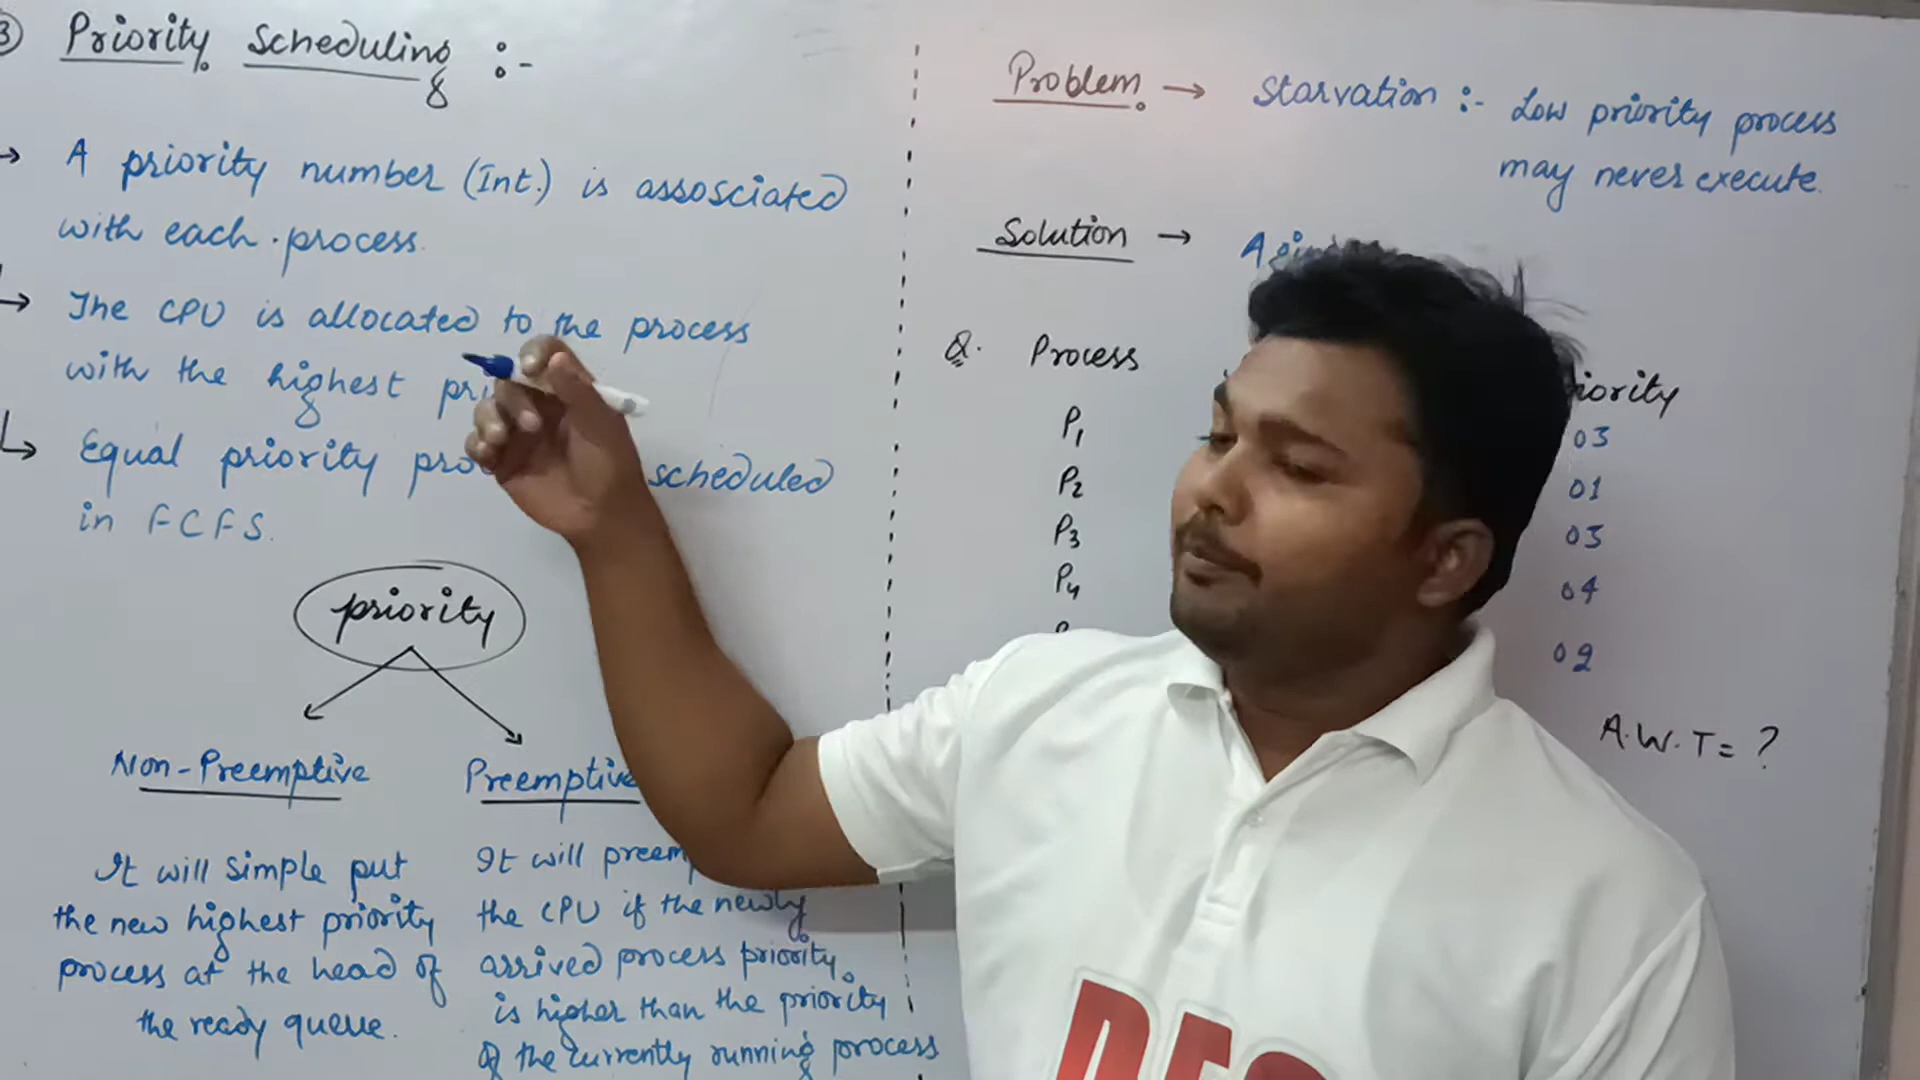 3 Priority Scheduling :-
→ A priority number (Int.) is assosciated
with each process.
→ The CPU is allocated to the process
with the highest
→ Equal priority scheduled
in FCFS.
priority
Non-Preemptive
It will simple put
the new highest priority
process at the head of
the ready queue.
Preemptive
It will
the CPU if the newly
arrived process priority
is higher than the priority
of the currently running process
Problem → Starvation :- Low priority process
may never execute.
Solution →
Q. Process
P1 03
P2 01
P3 03
P4 04
02
A.W.T = ?